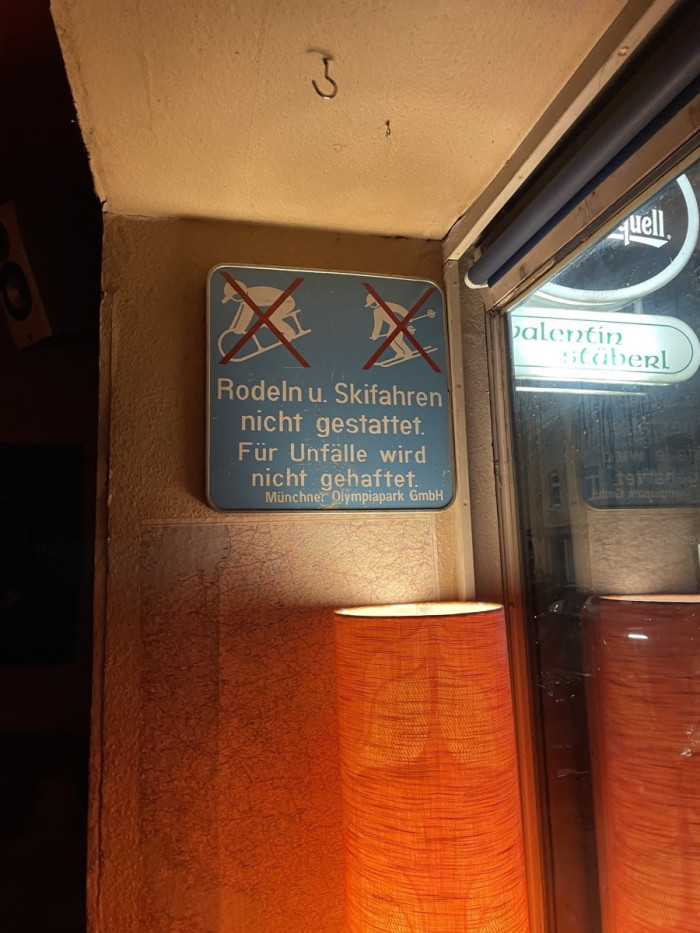 Rodeln u. Skifahren
nicht gestattet.
Für Unfälle wird
nicht gehaftet.
Münchner Olympiapark GmbH
quell
valentin
stüberl